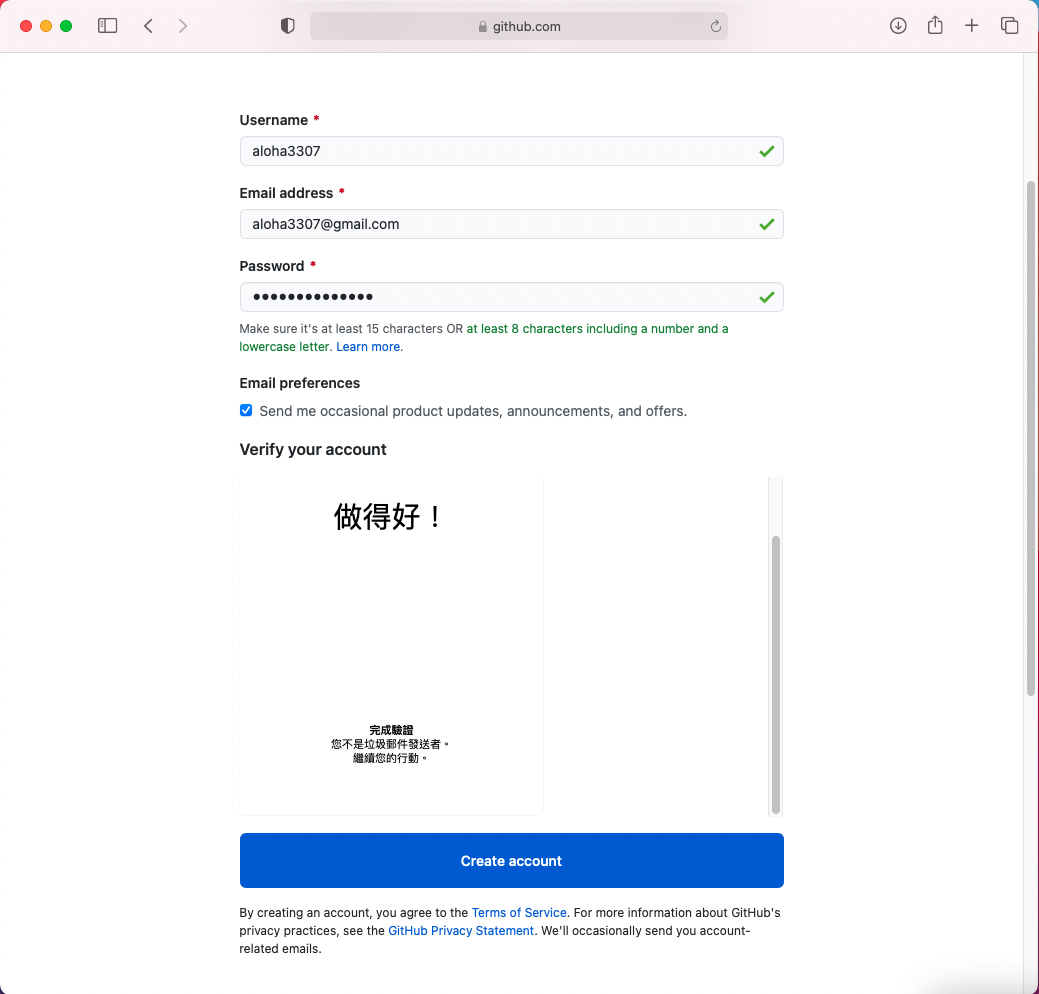 github.com
Username *
aloha3307
Email address *
aloha3307@gmail.com
Password *
••••••••••••••
Make sure it's at least 15 characters OR at least 8 characters including a number and a
lowercase letter. Learn more.
Email preferences
Send me occasional product updates, announcements, and offers.
Verify your account
做得好！
完成驗證
您不是垃圾郵件發送者。
繼續您的行動。
Create account
By creating an account, you agree to the Terms of Service. For more information about GitHub's
privacy practices, see the GitHub Privacy Statement. We'll occasionally send you account-
related emails.